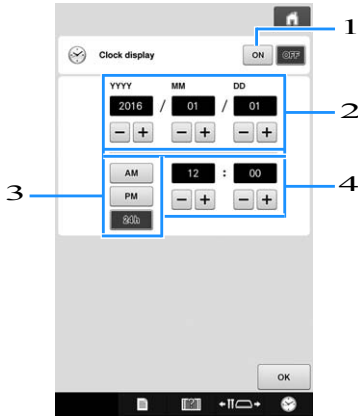 1
Clock display ON OFF
YYYY MM DD
2016 / 01 / 01
2
- + - + - +
3
AM 12 : 00
4
PM - + - +
24h
OK